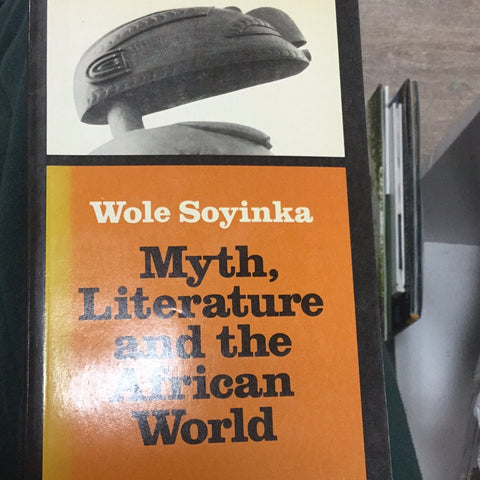 Wole Soyinka
Myth,
Literature
and the
African
World